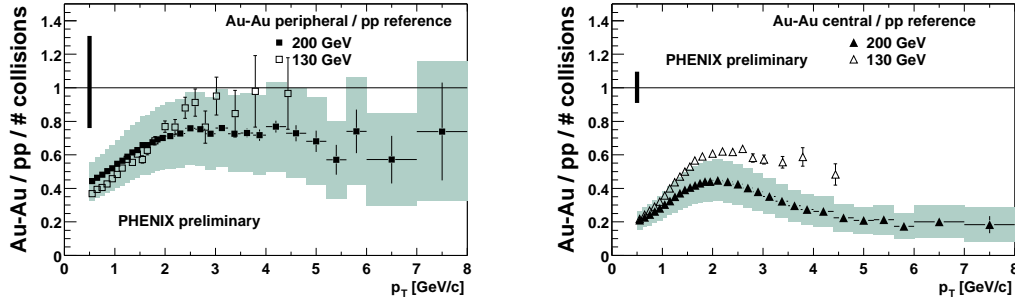 Au-Au peripheral / pp reference
200 GeV
130 GeV
PHENIX preliminary
Au-Au / pp / # collisions
1.4
1.2
1
0.8
0.6
0.4
0.2
0
0 1 2 3 4 5 6 7 8
pT [GeV/c]
Au-Au central / pp reference
200 GeV
130 GeV
PHENIX preliminary
Au-Au / pp / # collisions
1.4
1.2
1
0.8
0.6
0.4
0.2
0
0 1 2 3 4 5 6 7 8
pT [GeV/c]